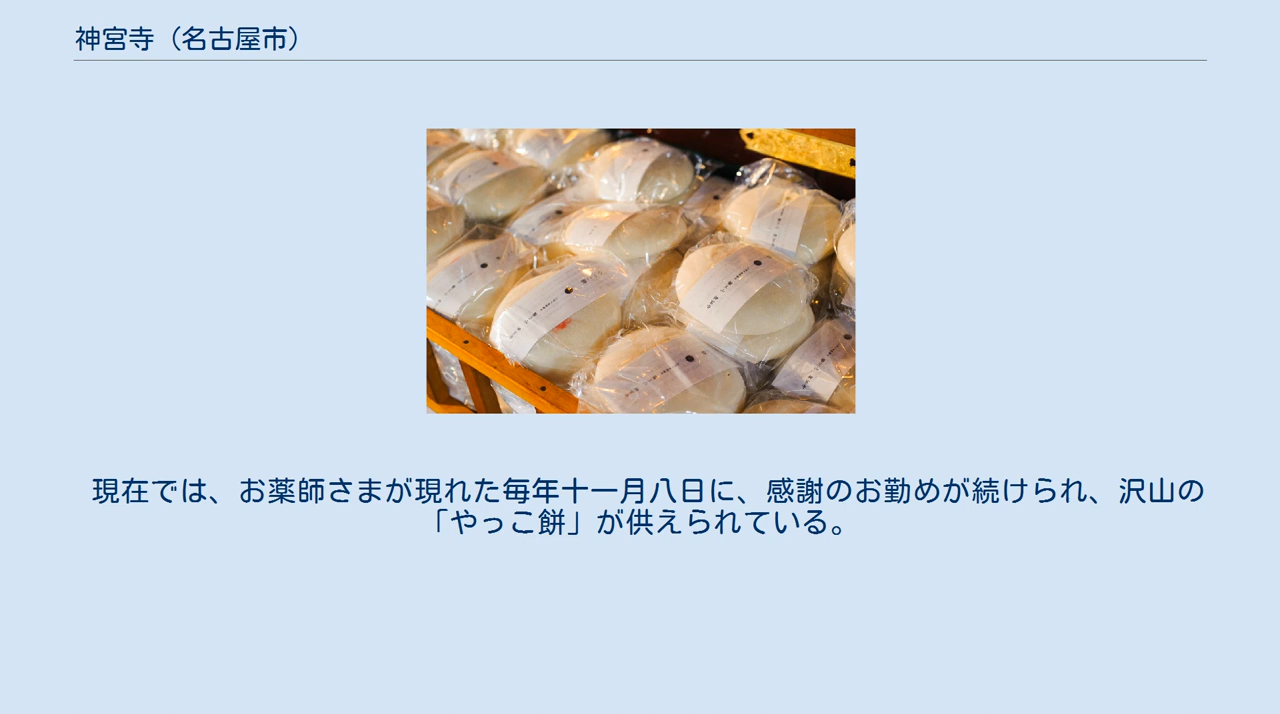 神宮寺（名古屋市）
現在では、お薬師さまが現れた毎年十一月八日に、感謝のお勤めが続けられ、沢山の
「やっこ餅」が供えられている。